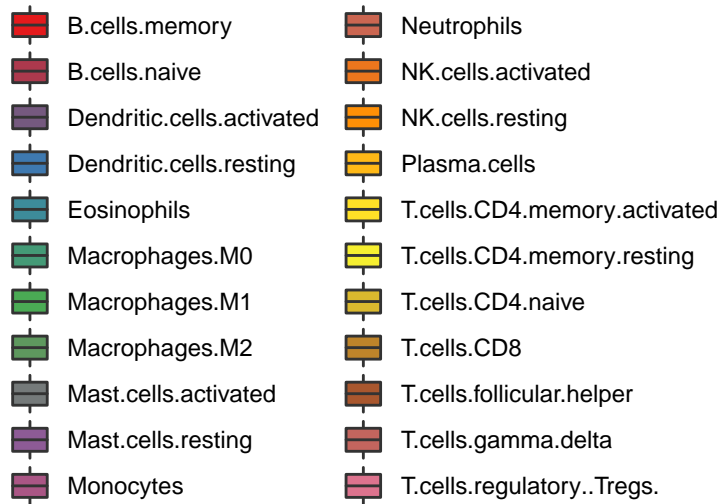 B.cells.memory
B.cells.naive
Dendritic.cells.activated
Dendritic.cells.resting
Eosinophils
Macrophages.M0
Macrophages.M1
Macrophages.M2
Mast.cells.activated
Mast.cells.resting
Monocytes
Neutrophils
NK.cells.activated
NK.cells.resting
Plasma.cells
T.cells.CD4.memory.activated
T.cells.CD4.memory.resting
T.cells.CD4.naive
T.cells.CD8
T.cells.follicular.helper
T.cells.gamma.delta
T.cells.regulatory..Tregs.